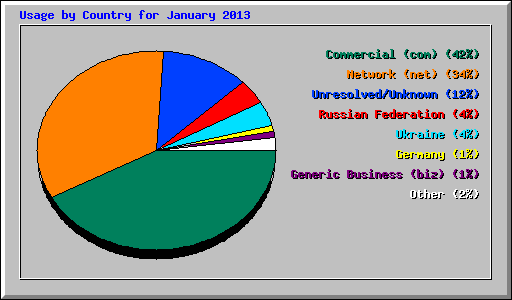 Usage by Country for January 2013
Commercial (com) (42%)
Network (net) (34%)
Unresolved/Unknown (12%)
Russian Federation (4%)
Ukraine (4%)
Germany (1%)
Generic Business (biz) (1%)
Other (2%)